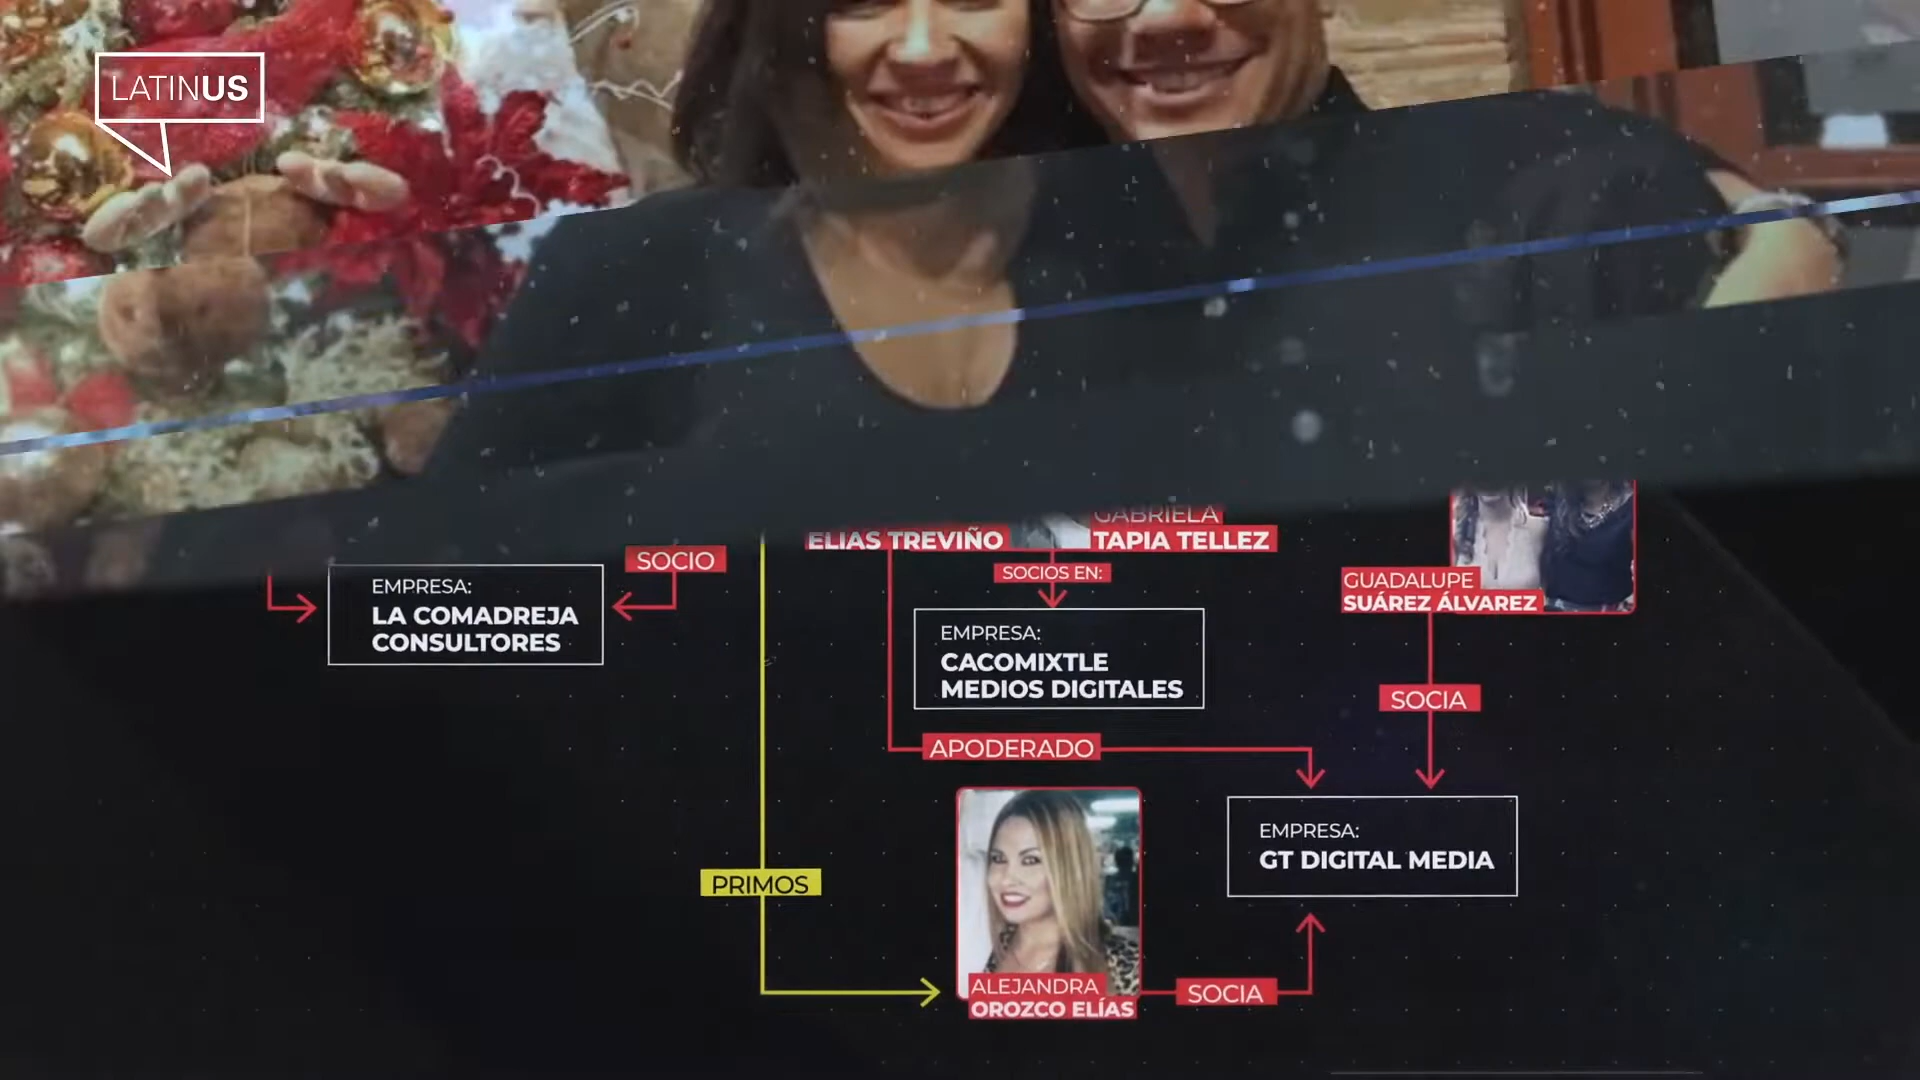 LATINUS
GABRIELA
ELIAS TREVIÑO
TAPIA TELLEZ
SOCIO
SOCIOS EN:
EMPRESA:
LA COMADREJA
CONSULTORES
GUADALUPE
SUÁREZ ÁLVAREZ
EMPRESA:
CACOMIXTLE
MEDIOS DIGITALES
SOCIA
APODERADO
EMPRESA:
GT DIGITAL MEDIA
PRIMOS
ALEJANDRA
OROZCO ELÍAS
SOCIA